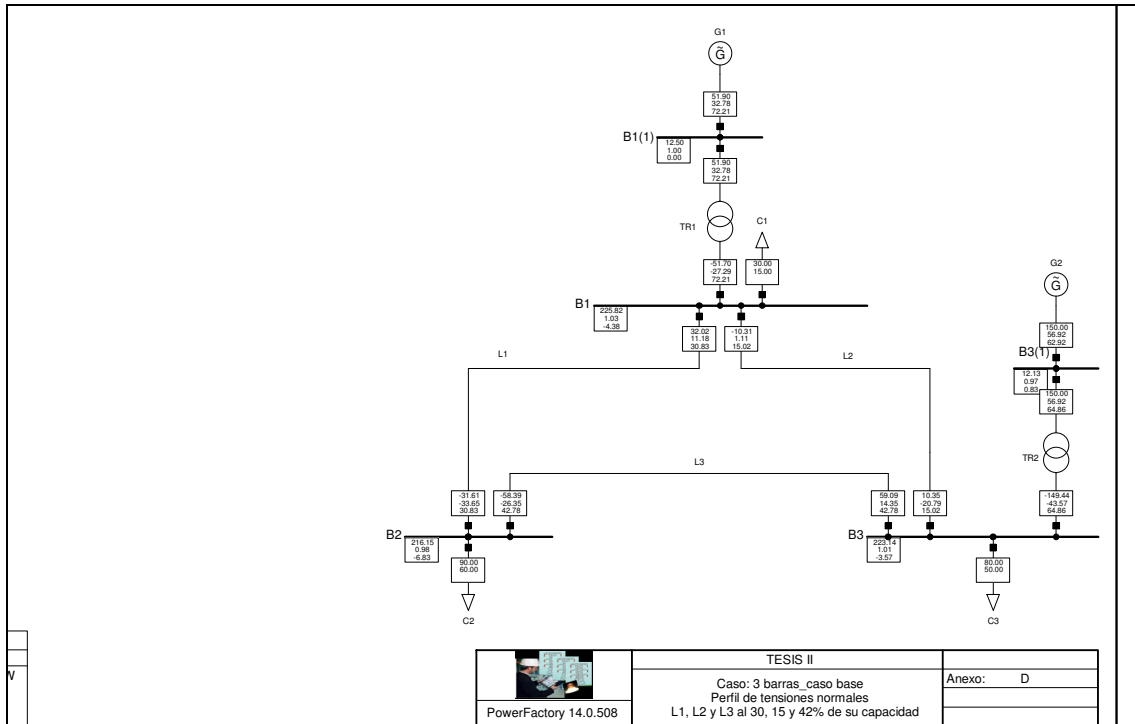 G1
G̃
51.90
32.78
72.21
B1(1)
12.50
1.00
0.00
51.90
32.78
72.21
TR1
C1
-51.70
-27.29
72.21
30.00
15.00
G2
G̃
B1
225.82
1.03
-4.38
32.02
11.18
30.83
-10.31
1.11
15.02
150.00
56.92
62.92
B3(1)
12.13
0.97
0.83
150.00
56.92
64.86
L1
L2
TR2
L3
-31.61
-33.65
30.83
-58.39
-26.35
42.78
59.09
14.35
42.78
10.35
-20.79
15.02
-149.44
-43.57
64.86
B2
216.15
0.98
-6.83
B3
223.14
1.01
-3.57
90.00
60.00
80.00
50.00
C2
C3
TESIS II
Caso: 3 barras_caso base
Perfil de tensiones normales
L1, L2 y L3 al 30, 15 y 42% de su capacidad
Anexo: D
PowerFactory 14.0.508